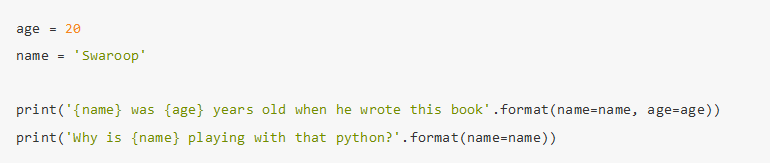 age = 20
name = 'Swaroop'
print('{name} was {age} years old when he wrote this book'.format(name=name, age=age))
print('Why is {name} playing with that python?'.format(name=name))